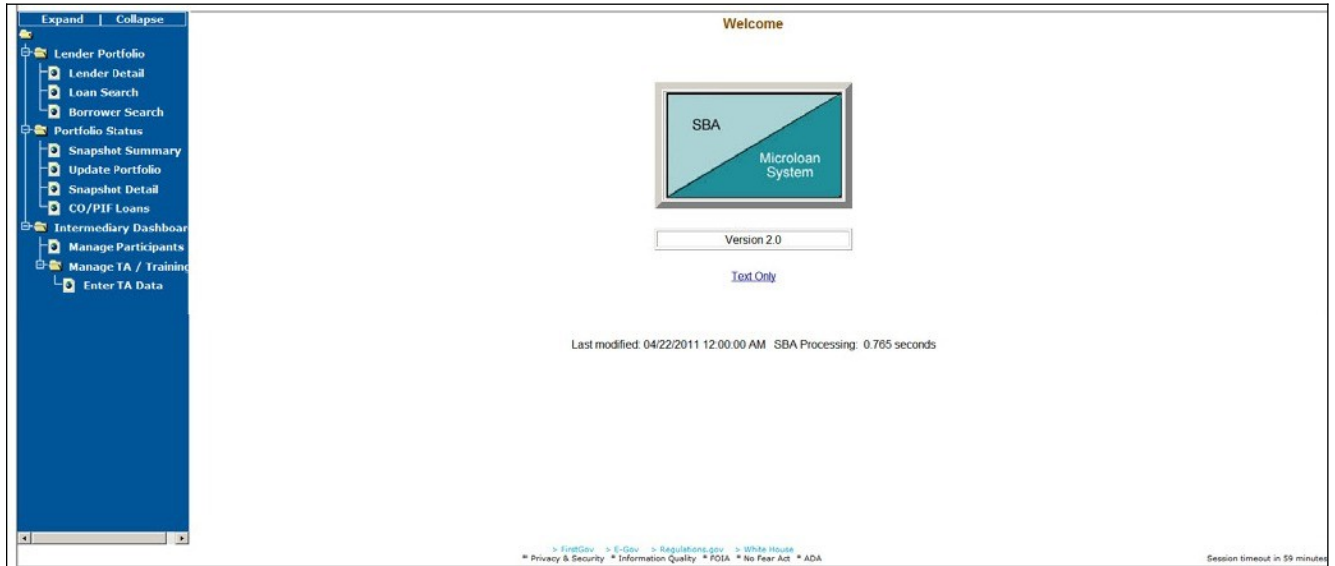 Expand | Collapse
Lender Portfolio
Lender Detail
Loan Search
Borrower Search
Portfolio Status
Snapshot Summary
Update Portfolio
Snapshot Detail
CO/PIF Loans
Intermediary Dashboar
Manage Participants
Manage TA / Training
Enter TA Data
Welcome
SBA
Microloan
System
Version 2.0
Text Only
Last modified: 04/22/2011 12:00:00 AM SBA Processing: 0.765 seconds
> FirstGov > E-Gov > Regulations.gov > White House
* Privacy & Security * Information Quality * FOIA * No Fear Act * ADA
Session timeout in 59 minutes